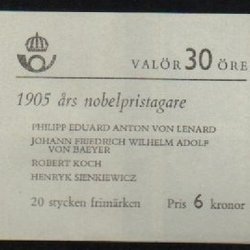 VALÖR 30 ÖRE
1905 års nobelpristagare
PHILIPP EDUARD ANTON VON LENARD
JOHANN FRIEDRICH WILHELM ADOLF
VON BAEYER
ROBERT KOCH
HENRYK SIENKIEWICZ
20 stycken frimärken Pris 6 kronor